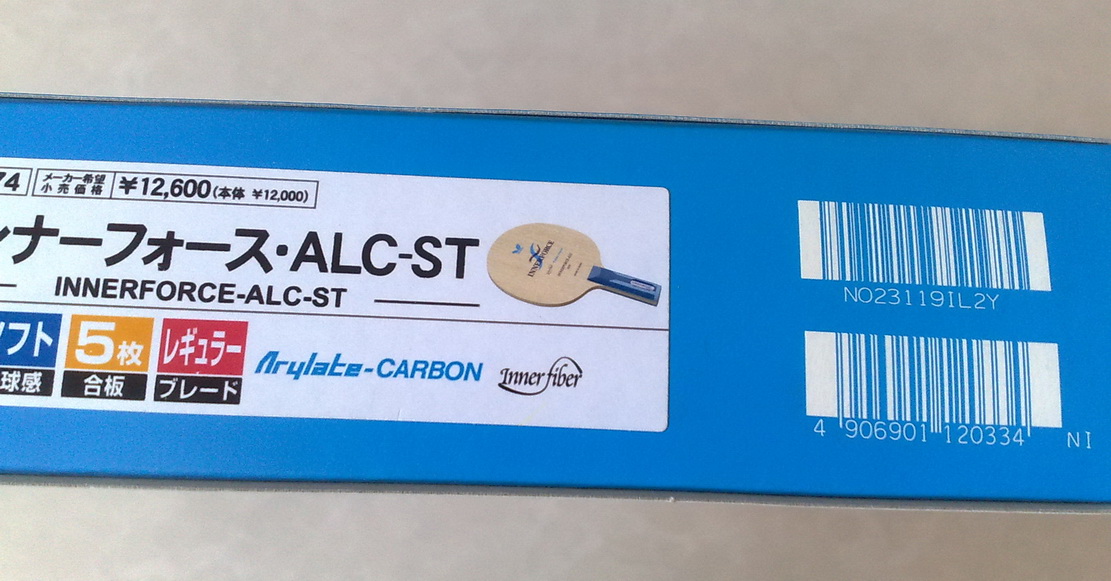 74 メーカー希望小売価格 ¥12,600(本体 ¥12,000)
ンナーフォース・ALC-ST
INNERFORCE-ALC-ST
INNERFORCE
ソフト 5枚 レギュラー
球感 合板 ブレード
Arylate-CARBON
Inner fiber
NO23119IL2Y
4 906901 120334 NI